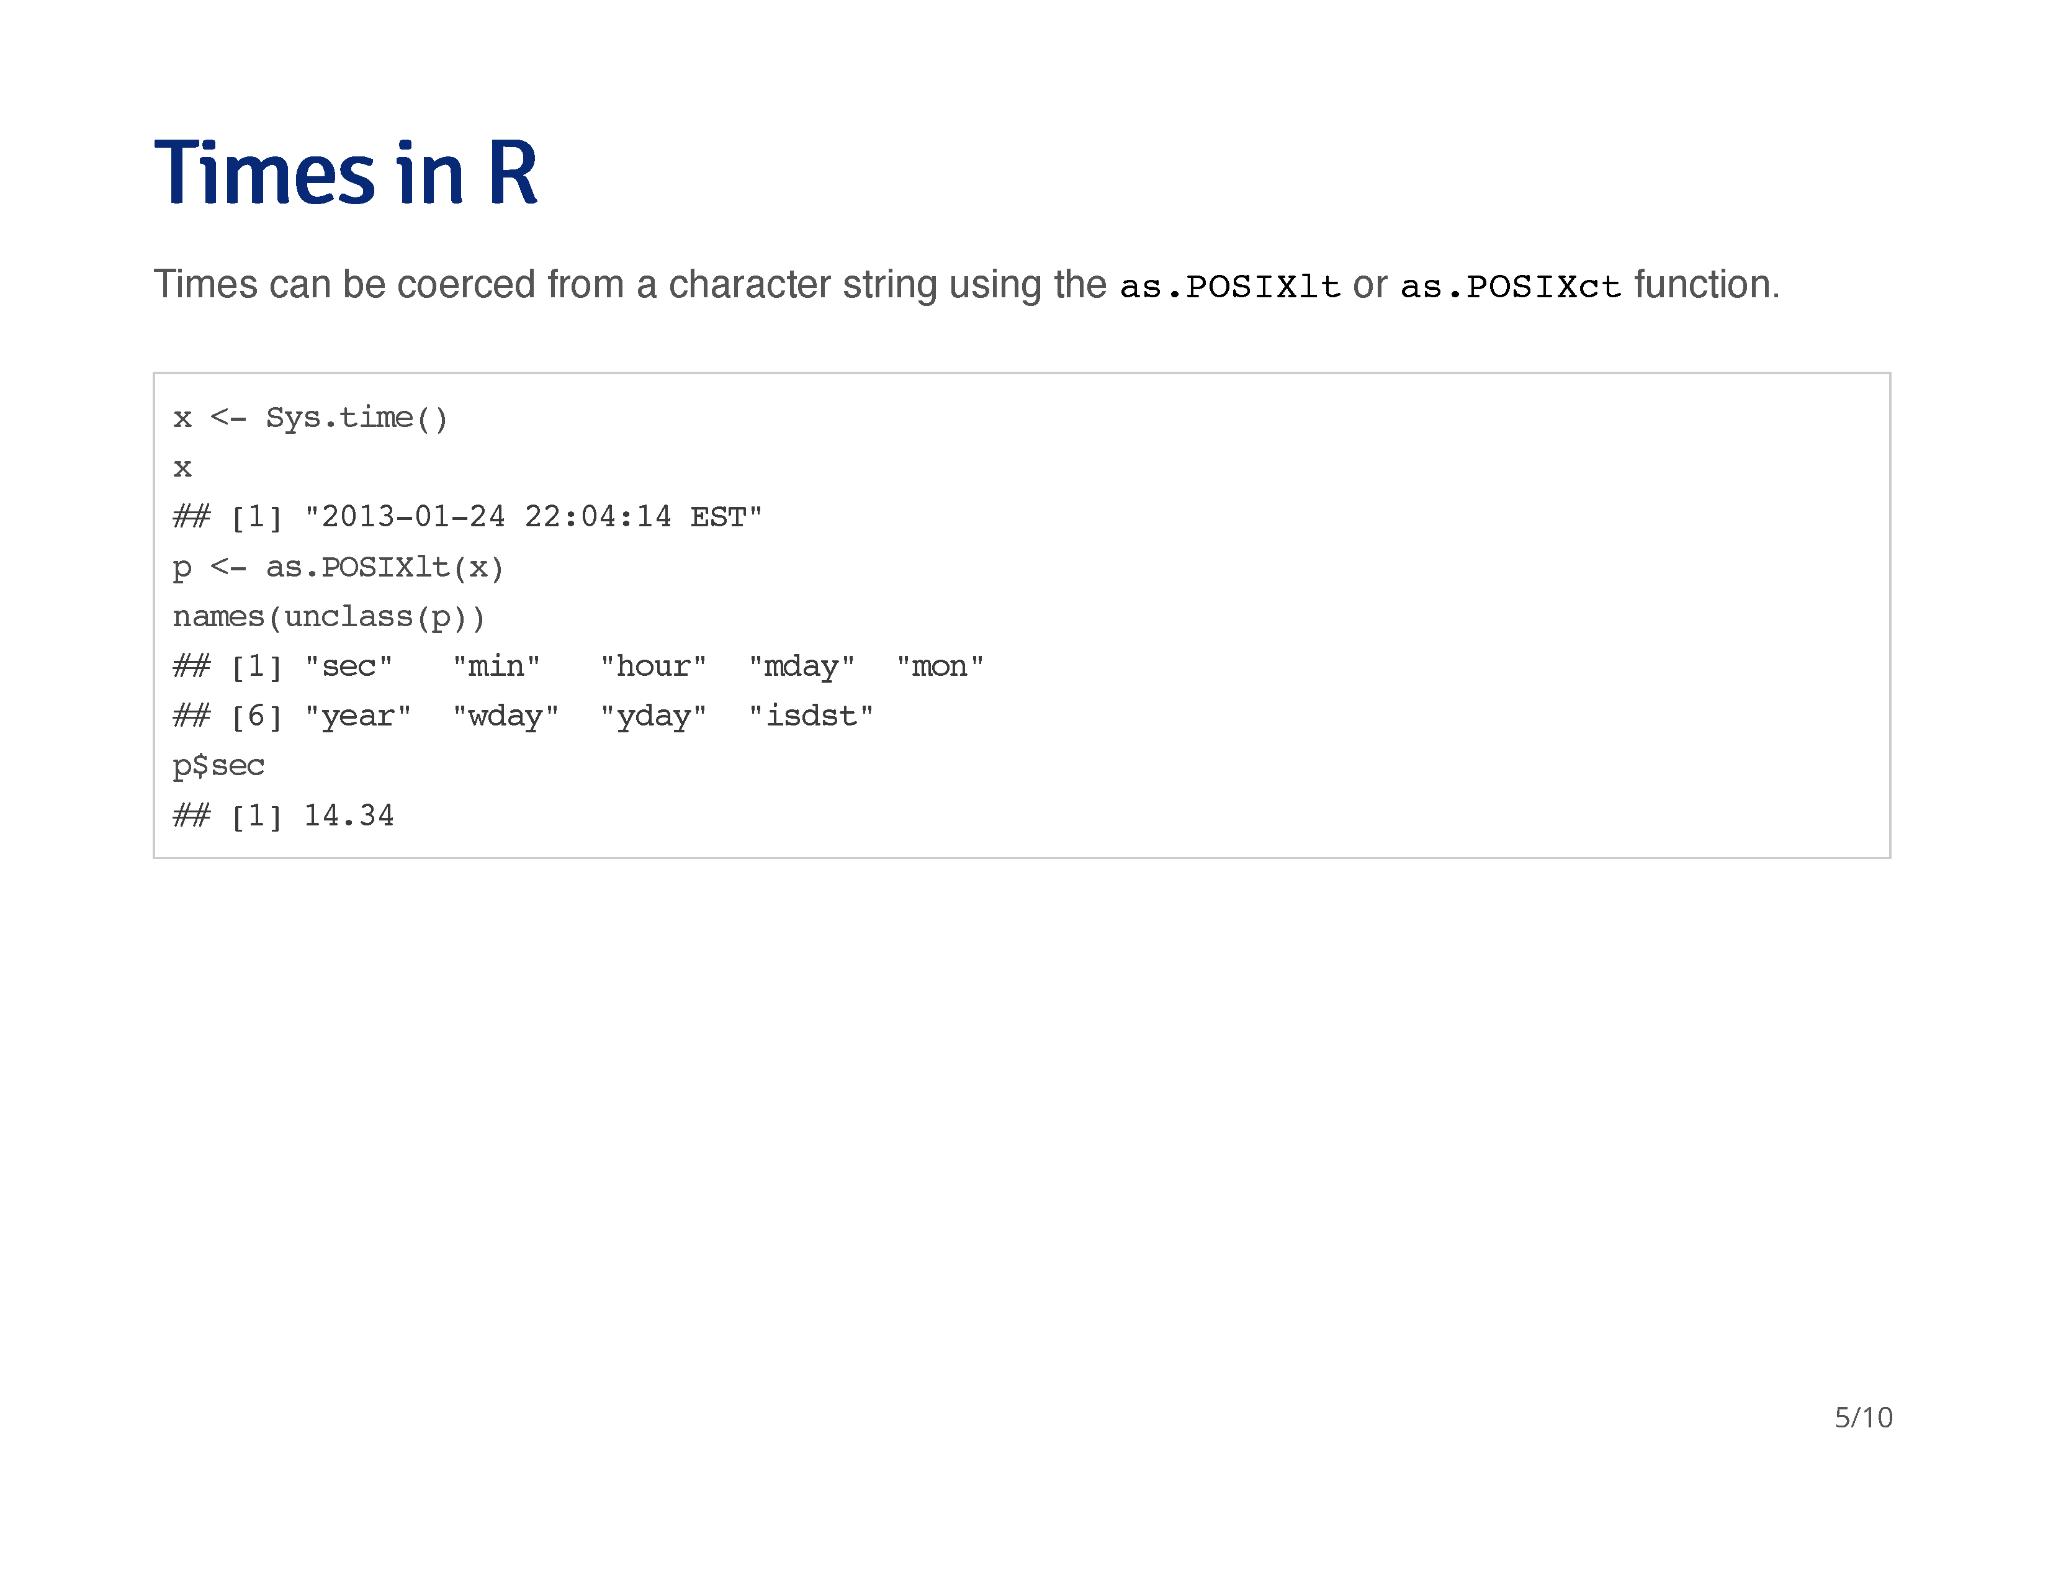 Times in R
Times can be coerced from a character string using the as.POSIXlt or as.POSIXct function.
x <- Sys.time()
x
## [1] "2013-01-24 22:04:14 EST"
p <- as.POSIXlt(x)
names(unclass(p))
## [1] "sec"   "min"   "hour"  "mday"  "mon"
## [6] "year"  "wday"  "yday"  "isdst"
p$sec
## [1] 14.34
5/10